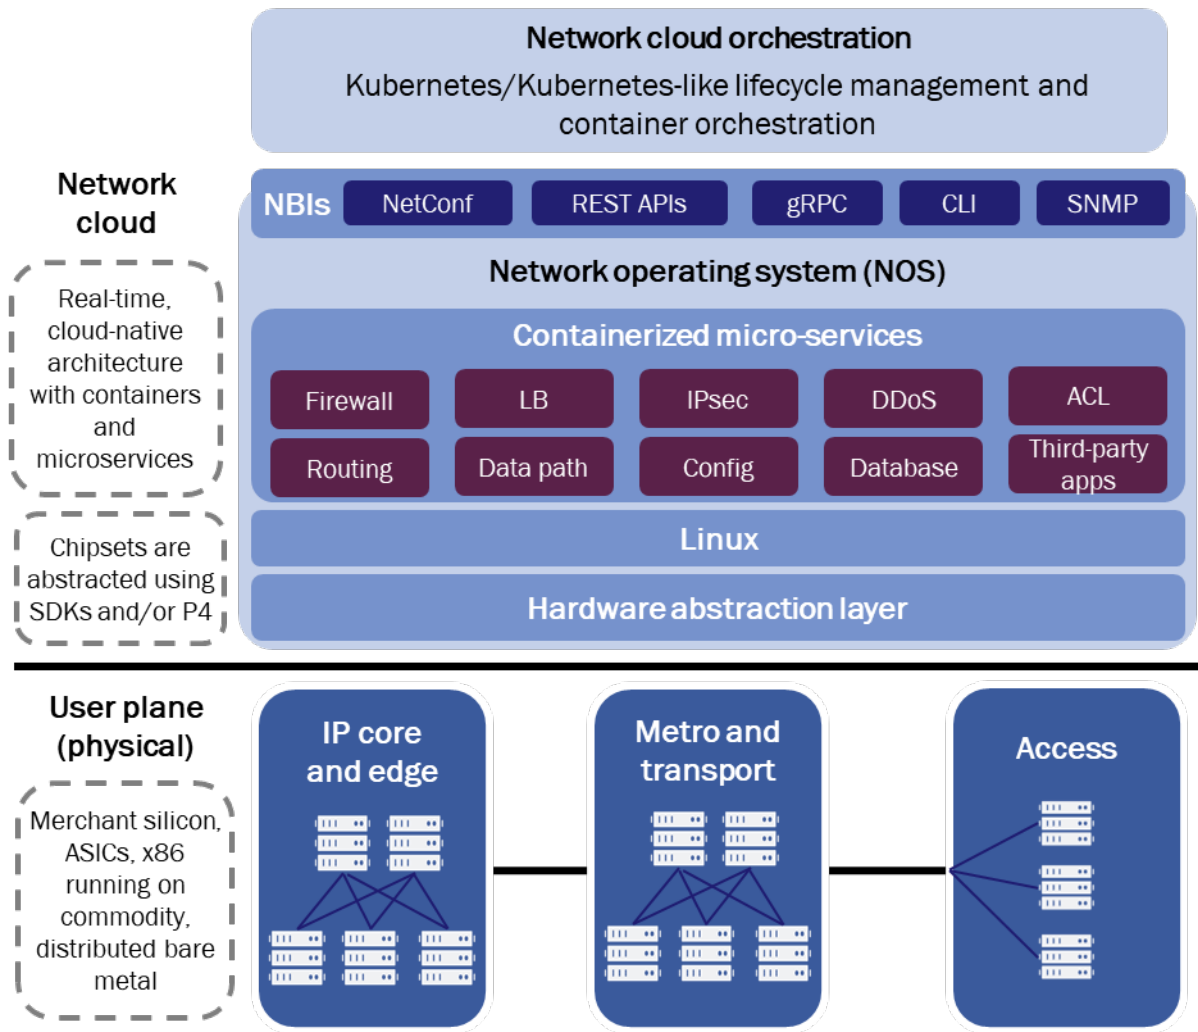 Network cloud orchestration
Kubernetes/Kubernetes-like lifecycle management and
container orchestration
Network
cloud
NBIs
NetConf
REST APIs
gRPC
CLI
SNMP
Network operating system (NOS)
Real-time,
cloud-native
architecture
with containers
and
microservices
Containerized micro-services
Firewall
LB
IPsec
DDoS
ACL
Routing
Data path
Config
Database
Third-party
apps
Chipsets are
abstracted using
SDKs and/or P4
Linux
Hardware abstraction layer
User plane
(physical)
Merchant silicon,
ASICs, x86
running on
commodity,
distributed bare
metal
IP core
and edge
Metro and
transport
Access